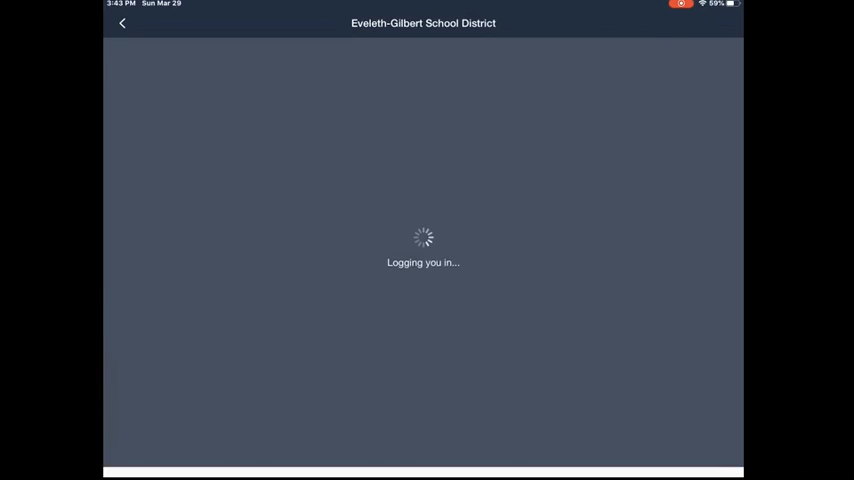 3:43 PM Sun Mar 29
59%
Eveleth-Gilbert School District
Logging you in...